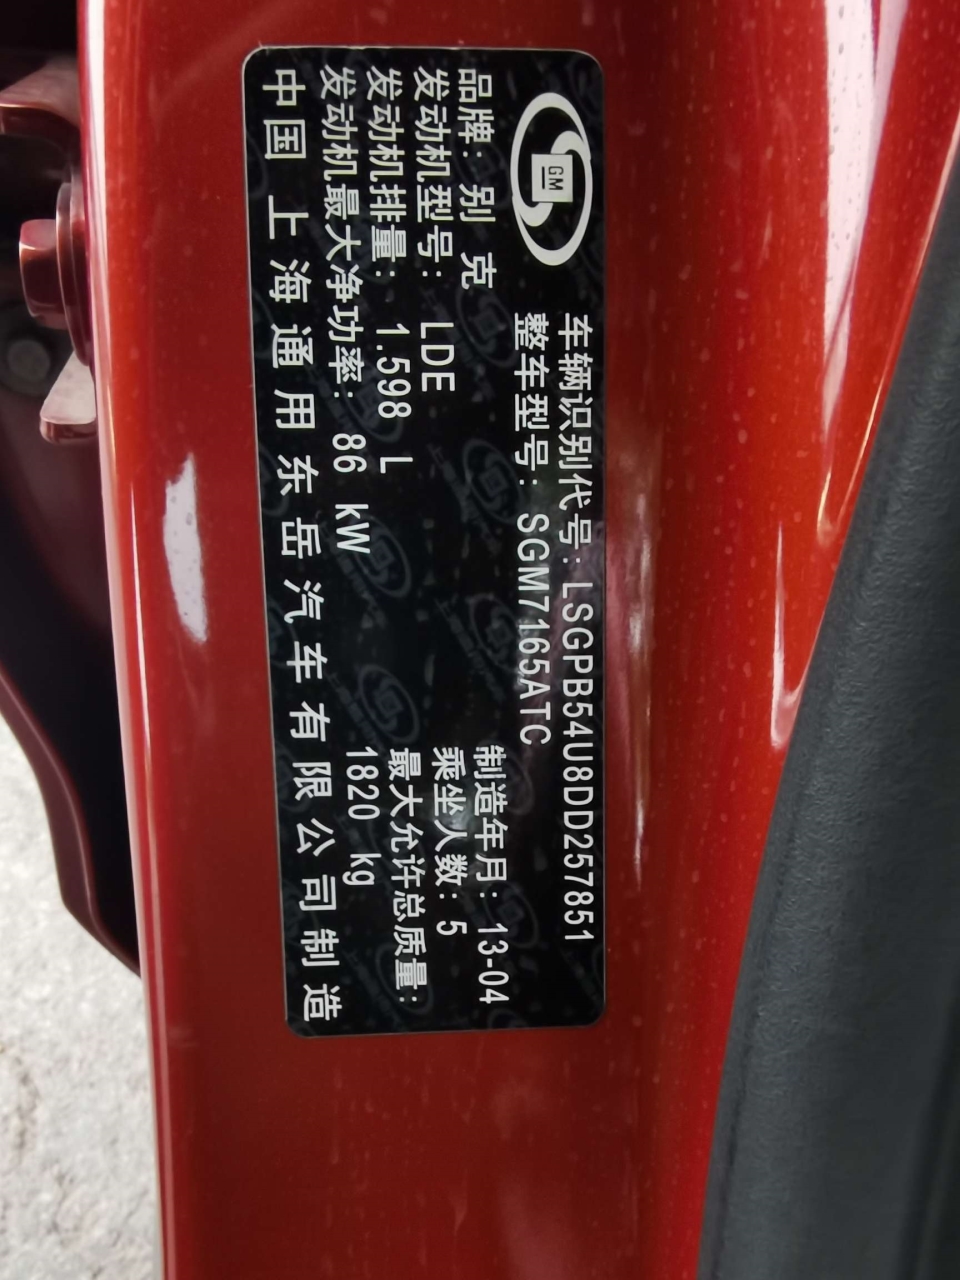 GM
车辆识别代号：LSGPB54U8DD257851
整车型号：SGM7165ATC
品牌：别克
制造年月：13-04
发动机型号：LDE
乘坐人数：5
发动机排量：1.598 L
最大允许总质量：
发动机最大净功率：86 kW
1820 kg
中国上海通用东岳汽车有限公司制造